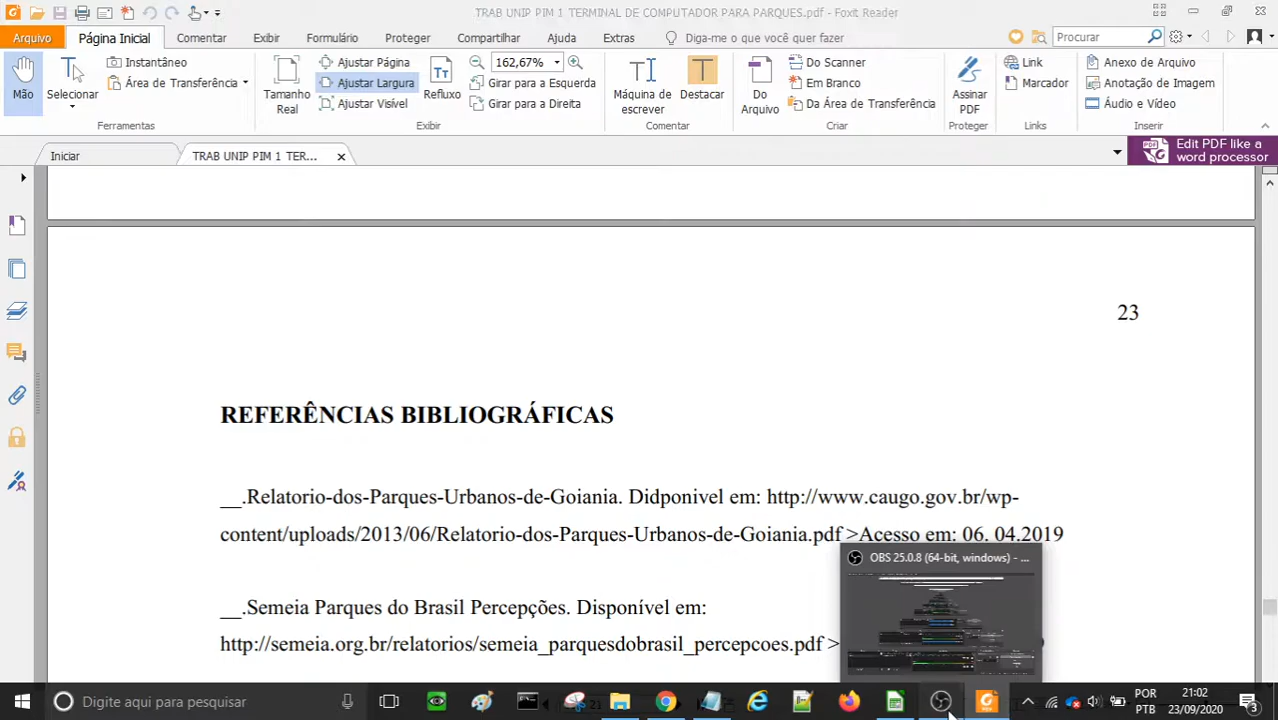 TRAB UNIP PIM 1 TERMINAL DE COMPUTADOR PARA PARQUES.pdf - Foxit Reader
Arquivo Página Inicial Comentar Exibir Formulário Proteger Compartilhar Ajuda Extras Diga-me o que você quer fazer Procurar
Mão
Selecionar
Instantâneo
Área de Transferência
Ferramentas
Tamanho
Real
Ajustar Página
Ajustar Largura
Ajustar Visível
Refluxo
162,67%
Girar para a Esquerda
Girar para a Direita
Exibir
Máquina de
escrever
Destacar
Comentar
Do
Arquivo
Do Scanner
Em Branco
Da Área de Transferência
Criar
Assinar
PDF
Proteger
Link
Marcador
Links
Anexo de Arquivo
Anotação de Imagem
Áudio e Vídeo
Inserir
Iniciar
TRAB UNIP PIM 1 TER...
Edit PDF like a
word processor
23
REFERÊNCIAS BIBLIOGRÁFICAS
__.Relatorio-dos-Parques-Urbanos-de-Goiania. Didponivel em: http://www.caugo.gov.br/wp-
content/uploads/2013/06/Relatorio-dos-Parques-Urbanos-de-Goiania.pdf >Acesso em: 06. 04.2019
__.Semeia Parques do Brasil Percepções. Disponível em:
http://semeia.org.br/relatorios/semeia_parquesdobrasil_percepcoes.pdf >
OBS 25.0.8 (64-bit, windows) - ...
Digite aqui para pesquisar
POR
PTB
21:02
23/09/2020
3